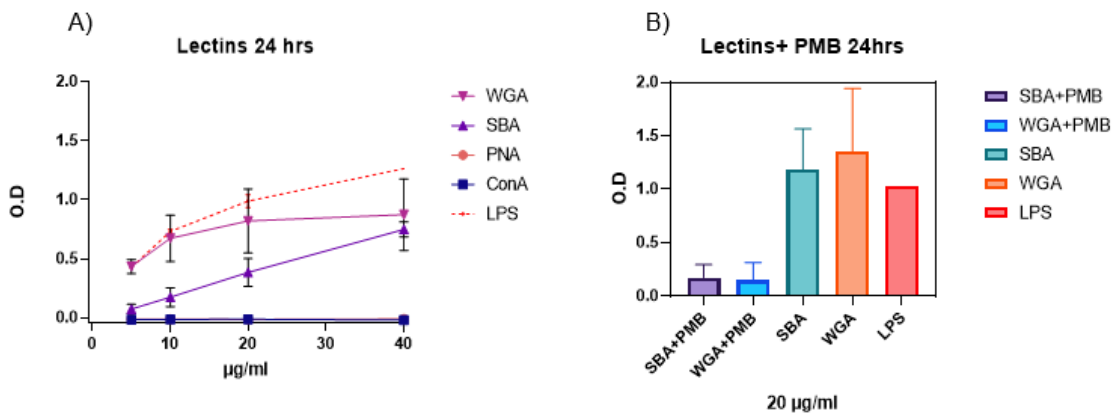 A)
Lectins 24 hrs
2.0
1.5
1.0
0.5
0.0
O.D
0 10 20 30 40
µg/ml
WGA
SBA
PNA
ConA
LPS
B)
Lectins+ PMB 24hrs
2.0
1.5
1.0
0.5
0.0
O.D
SBA+PMB
WGA+PMB
SBA
WGA
LPS
20 µg/ml
SBA+PMB
WGA+PMB
SBA
WGA
LPS